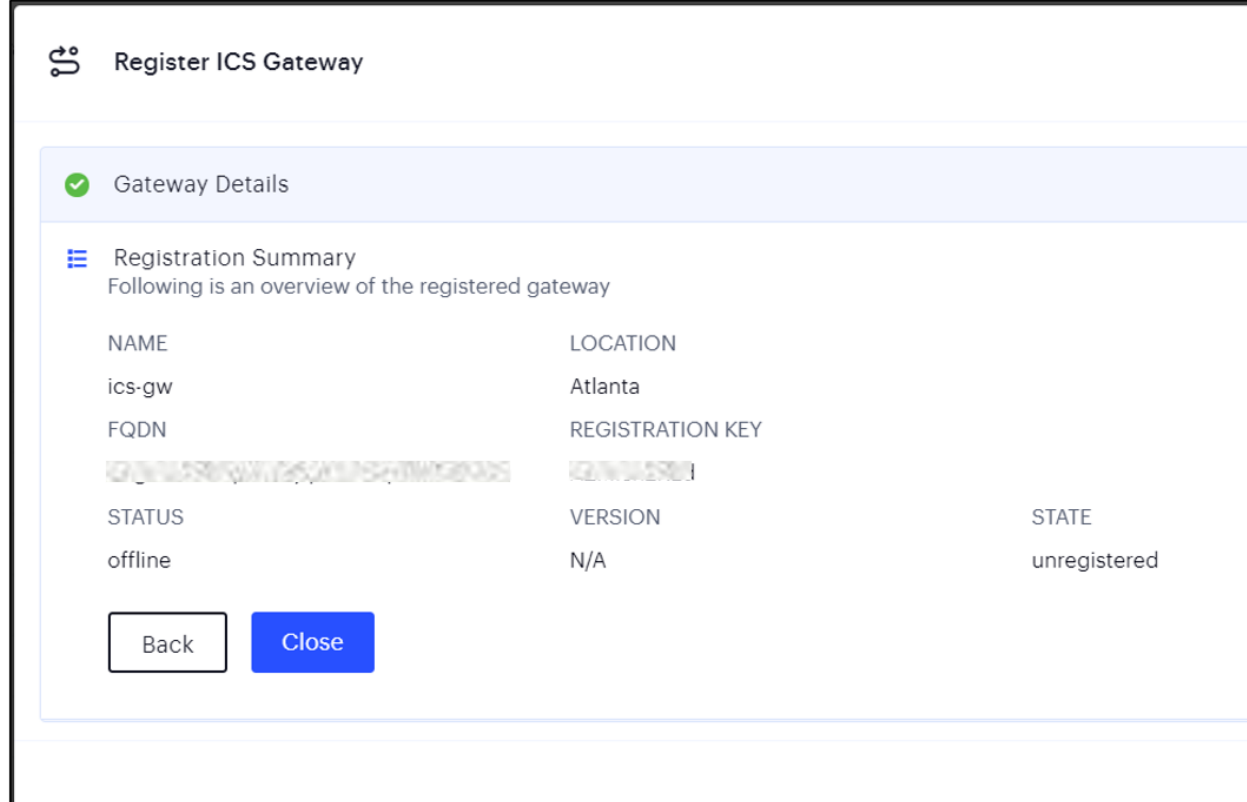 Register ICS Gateway
Gateway Details
Registration Summary
Following is an overview of the registered gateway
NAME LOCATION
ics-gw Atlanta
FQDN REGISTRATION KEY
STATUS VERSION STATE
offline N/A unregistered
Back Close